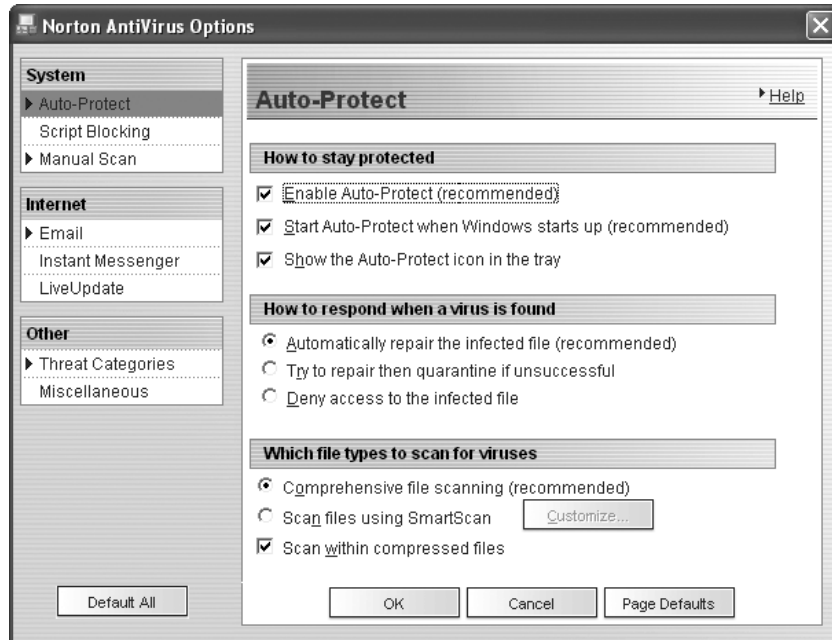 Norton AntiVirus Options
System
Auto-Protect
Script Blocking
Manual Scan
Internet
Email
Instant Messenger
LiveUpdate
Other
Threat Categories
Miscellaneous
Default All
Auto-Protect
Help
How to stay protected
Enable Auto-Protect (recommended)
Start Auto-Protect when Windows starts up (recommended)
Show the Auto-Protect icon in the tray
How to respond when a virus is found
Automatically repair the infected file (recommended)
Try to repair then quarantine if unsuccessful
Deny access to the infected file
Which file types to scan for viruses
Comprehensive file scanning (recommended)
Scan files using SmartScan
Customize...
Scan within compressed files
OK
Cancel
Page Defaults